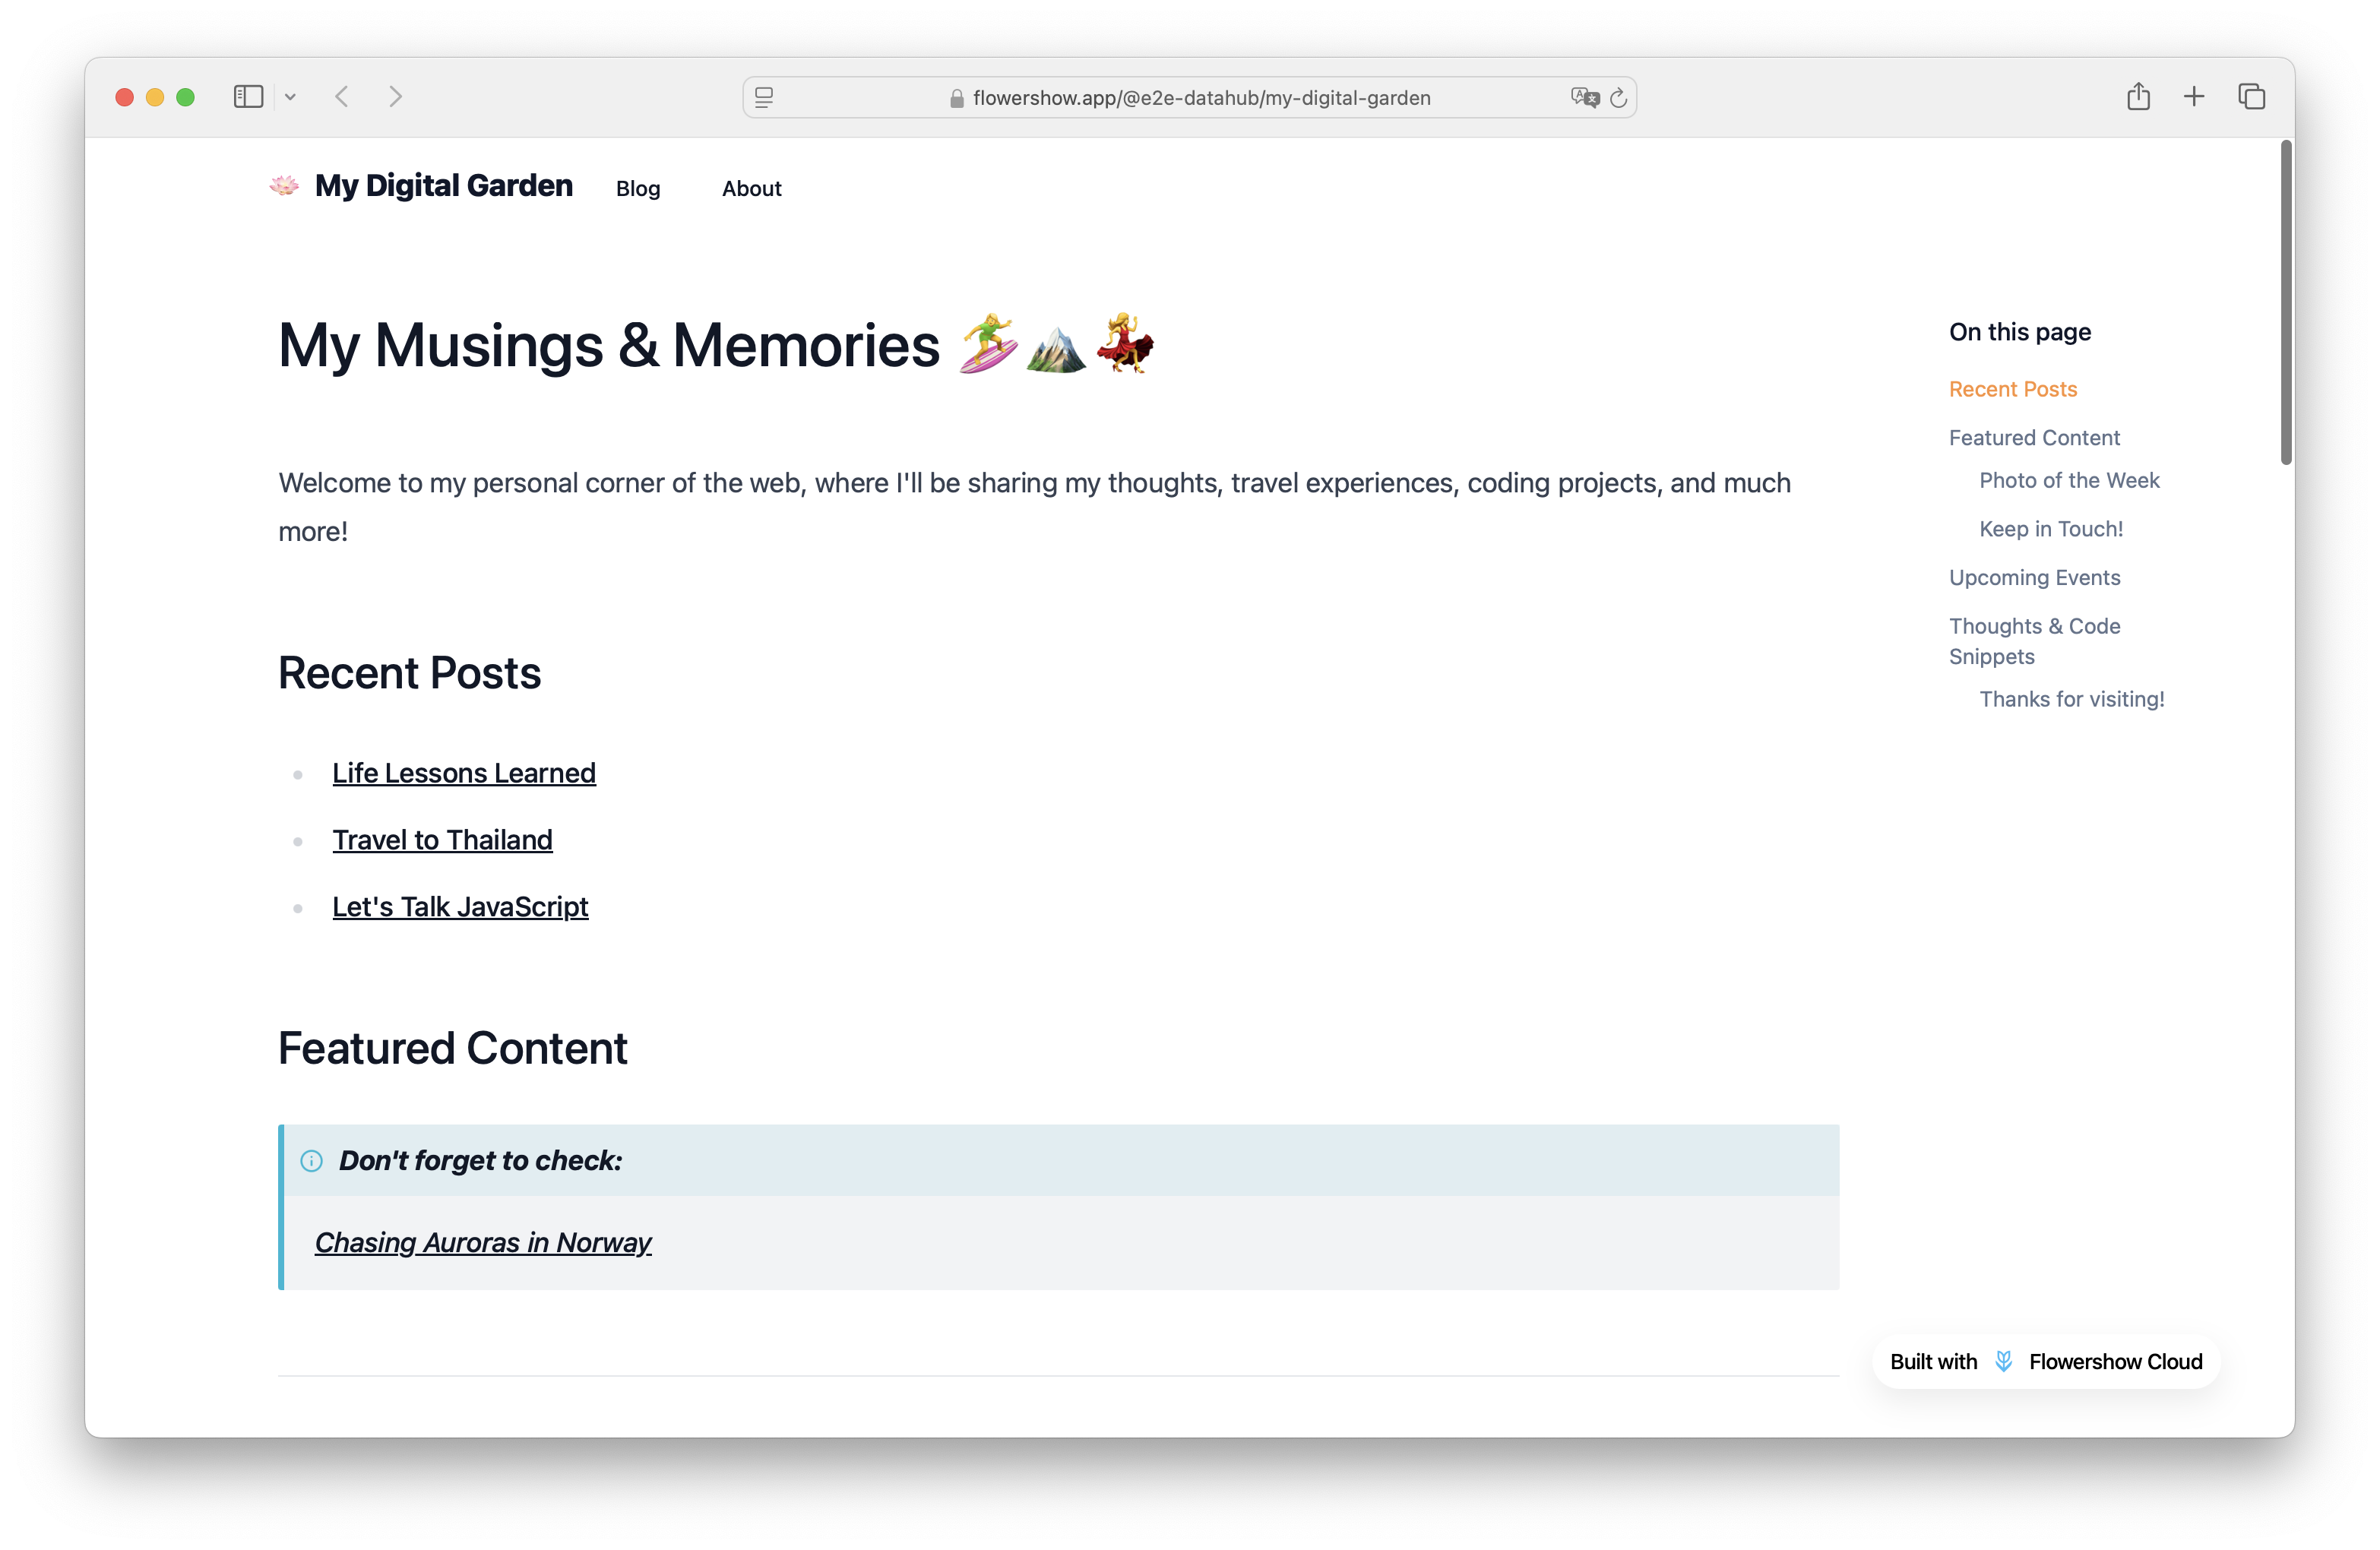 flowershow.app/@e2e-datahub/my-digital-garden
My Digital Garden
Blog
About
My Musings & Memories
Welcome to my personal corner of the web, where I'll be sharing my thoughts, travel experiences, coding projects, and much
more!
Recent Posts
Life Lessons Learned
Travel to Thailand
Let's Talk JavaScript
Featured Content
Don't forget to check:
Chasing Auroras in Norway
On this page
Recent Posts
Featured Content
Photo of the Week
Keep in Touch!
Upcoming Events
Thoughts & Code
Snippets
Thanks for visiting!
Built with Flowershow Cloud